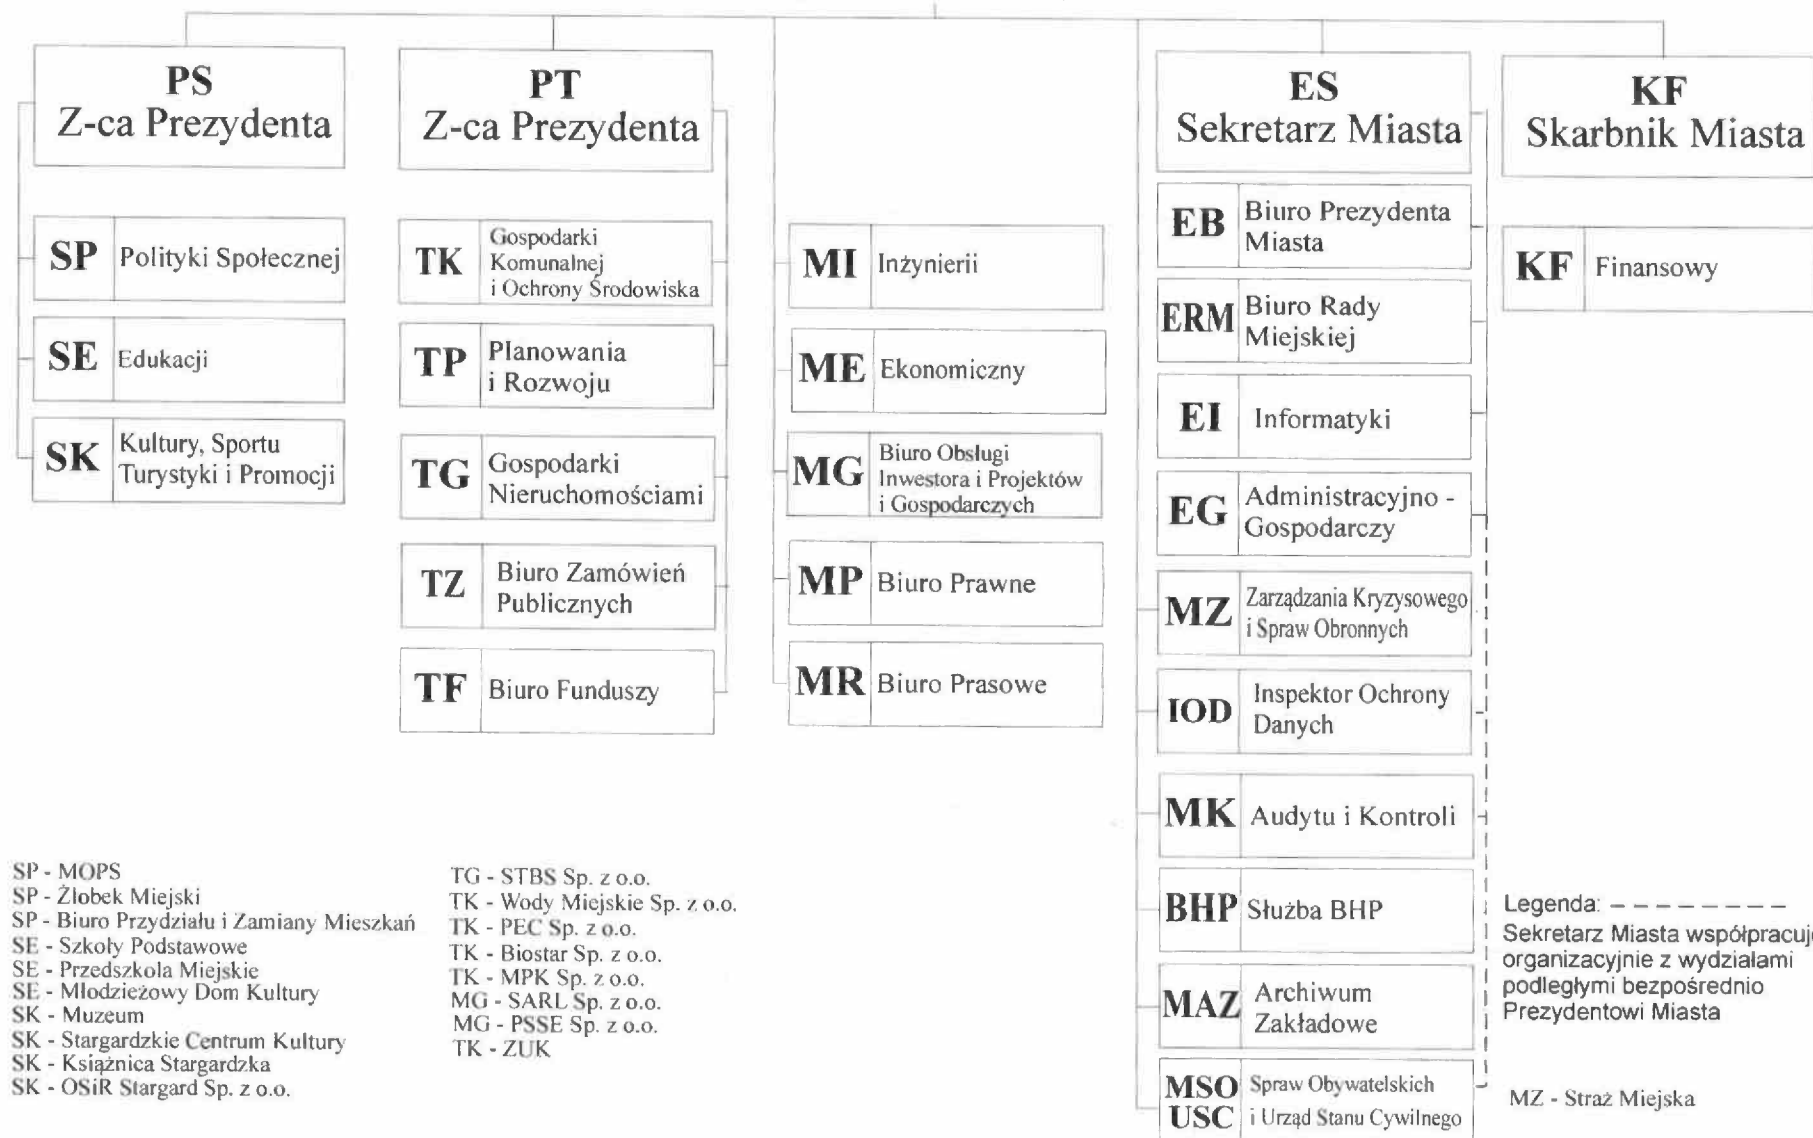 PS
Z-ca Prezydenta
SP
Polityki Społecznej
SE
Edukacji
SK
Kultury, Sportu
Turystyki i Promocji
PT
Z-ca Prezydenta
TK
Gospodarki
Komunalnej
i Ochrony Środowiska
TP
Planowania
i Rozwoju
TG
Gospodarki
Nieruchomościami
TZ
Biuro Zamówień
Publicznych
TF
Biuro Funduszy
MI
Inżynierii
ME
Ekonomiczny
MG
Biuro Obsługi
Inwestora i Projektów
i Gospodarczych
MP
Biuro Prawne
MR
Biuro Prasowe
ES
Sekretarz Miasta
EB
Biuro Prezydenta
Miasta
ERM
Biuro Rady
Miejskiej
EI
Informatyki
EG
Administracyjno -
Gospodarczy
MZ
Zarządzania Kryzysowego
i Spraw Obronnych
IOD
Inspektor Ochrony
Danych
MK
Audytu i Kontroli
BHP
Służba BHP
MAZ
Archiwum
Zakładowe
MSO
USC
Spraw Obywatelskich
i Urząd Stanu Cywilnego
KF
Skarbnik Miasta
KF
Finansowy
SP - MOPS
SP - Żłobek Miejski
SP - Biuro Przydziału i Zamiany Mieszkań
SE - Szkoły Podstawowe
SE - Przedszkola Miejskie
SE - Młodzieżowy Dom Kultury
SK - Muzeum
SK - Stargardzkie Centrum Kultury
SK - Książnica Stargardzka
SK - OSiR Stargard Sp. z o.o.
TG - STBS Sp. z o.o.
TK - Wody Miejskie Sp. z o.o.
TK - PEC Sp. z o.o.
TK - Biostar Sp. z o.o.
TK - MPK Sp. z o.o.
MG - SARL Sp. z o.o.
MG - PSSE Sp. z o.o.
TK - ZUK
Legenda: - - - - - - - - -
Sekretarz Miasta współpracuj
organizacyjnie z wydziałami
podległymi bezpośrednio
Prezydentowi Miasta
MZ - Straż Miejska